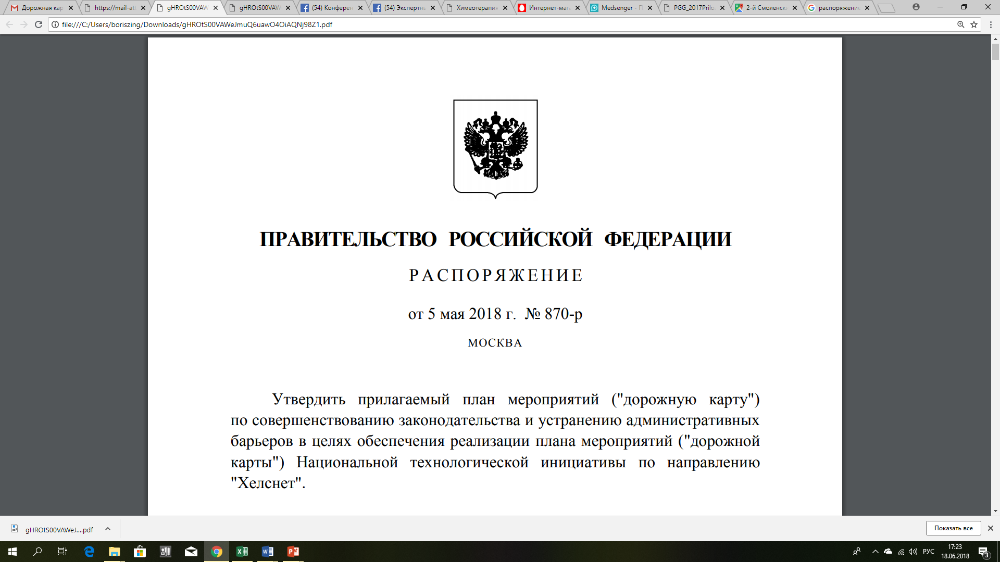 Дорожная кар
https://mail-at
gHROtS00VAW
gHROtS00VAW
(54) Конферен
(54) Экспертн
Химеотерапия
Интернет-маг
Medsenger - П
PGG_2017Prilo
2-й Смоленск
распоряжение
file:///C:/Users/boriszing/Downloads/gHROtS00VAWeJmuQ6uawO4OiAQNj98Z1.pdf
ПРАВИТЕЛЬСТВО РОССИЙСКОЙ ФЕДЕРАЦИИ
РАСПОРЯЖЕНИЕ
от 5 мая 2018 г. № 870-р
МОСКВА
Утвердить прилагаемый план мероприятий ("дорожную карту")
по совершенствованию законодательства и устранению административных
барьеров в целях обеспечения реализации плана мероприятий ("дорожной
карты") Национальной технологической инициативы по направлению
"Хелснет".
gHROtS00VAWeJ....pdf
Показать все
РУС
17:23
18.06.2018
3